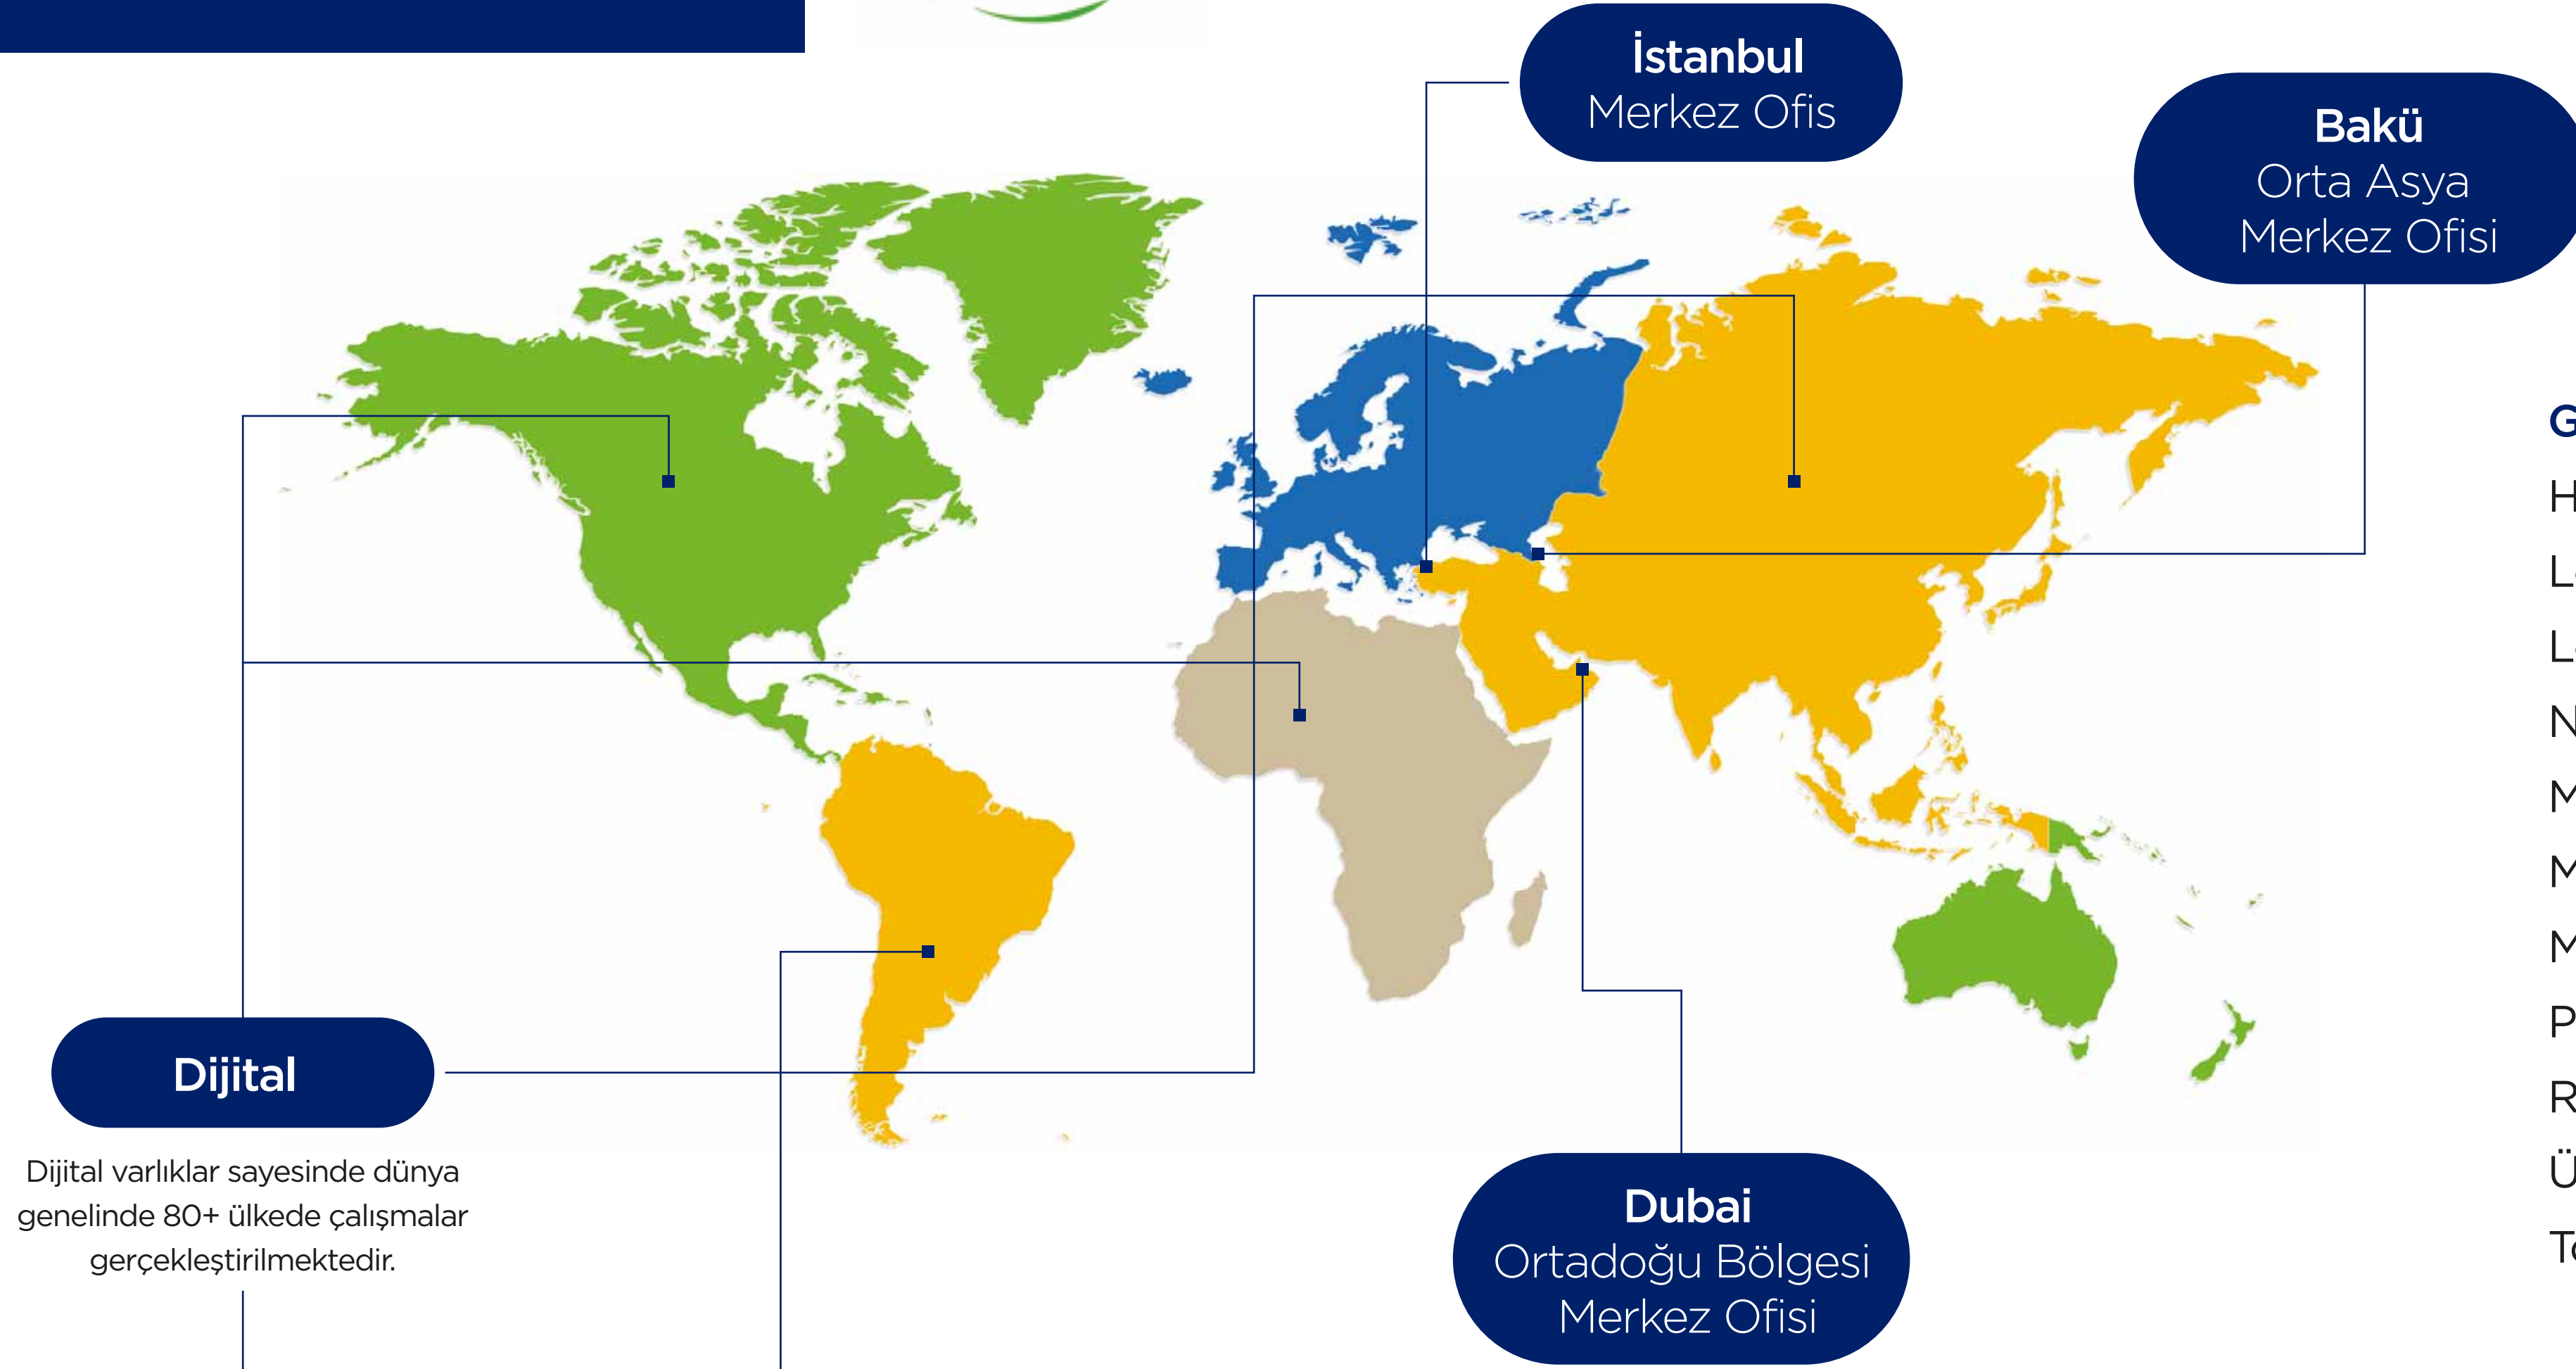 İstanbul
Merkez Ofis
Bakü
Orta Asya
Merkez Ofisi
Dijital
Dijital varlıklar sayesinde dünya
genelinde 80+ ülkede çalışmalar
gerçekleştirilmektedir.
Dubai
Ortadoğu Bölgesi
Merkez Ofisi